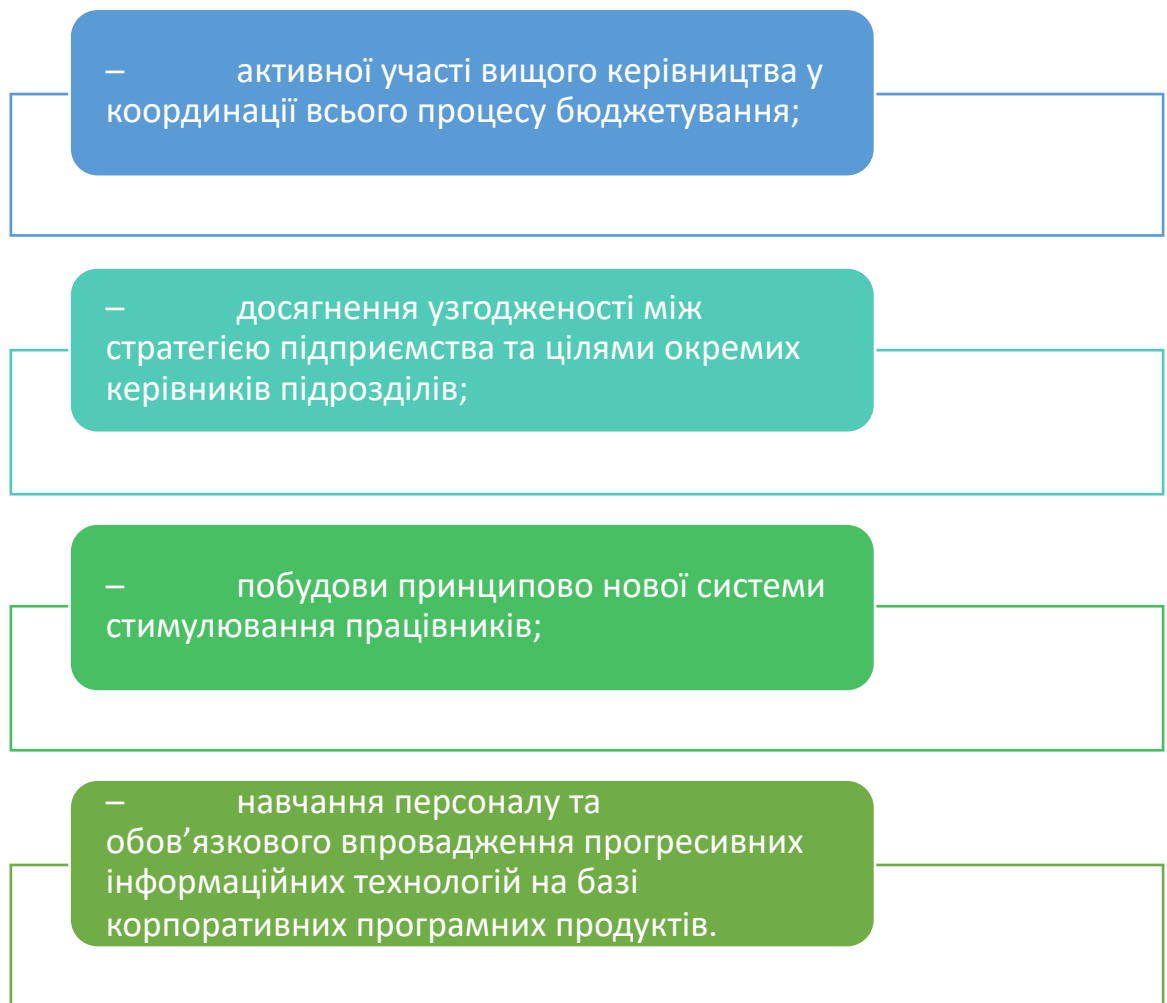 – активної участі вищого керівництва у
координації всього процесу бюджетування;
– досягнення узгодженості між
стратегією підприємства та цілями окремих
керівників підрозділів;
– побудови принципово нової системи
стимулювання працівників;
– навчання персоналу та
обов’язкового впровадження прогресивних
інформаційних технологій на базі
корпоративних програмних продуктів.